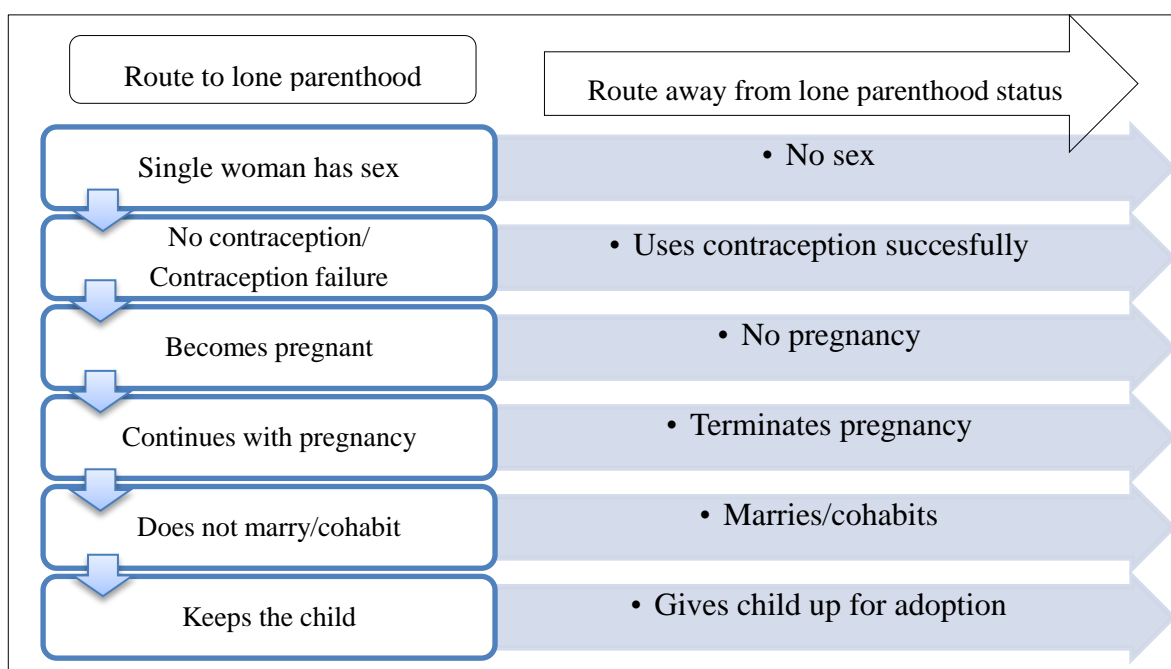 Route to lone parenthood
Route away from lone parenthood status
Single woman has sex
• No sex
No contraception/
Contraception failure
• Uses contraception succesfully
Becomes pregnant
• No pregnancy
Continues with pregnancy
• Terminates pregnancy
Does not marry/cohabit
• Marries/cohabits
Keeps the child
• Gives child up for adoption